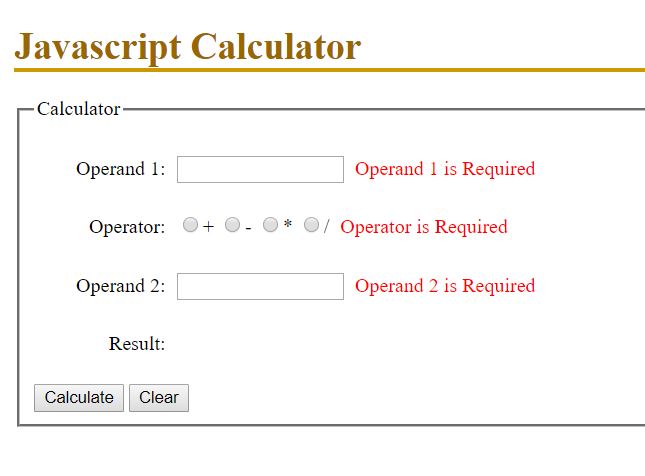 Javascript Calculator
Calculator
Operand 1: Operand 1 is Required
Operator: + - * / Operator is Required
Operand 2: Operand 2 is Required
Result:
Calculate Clear